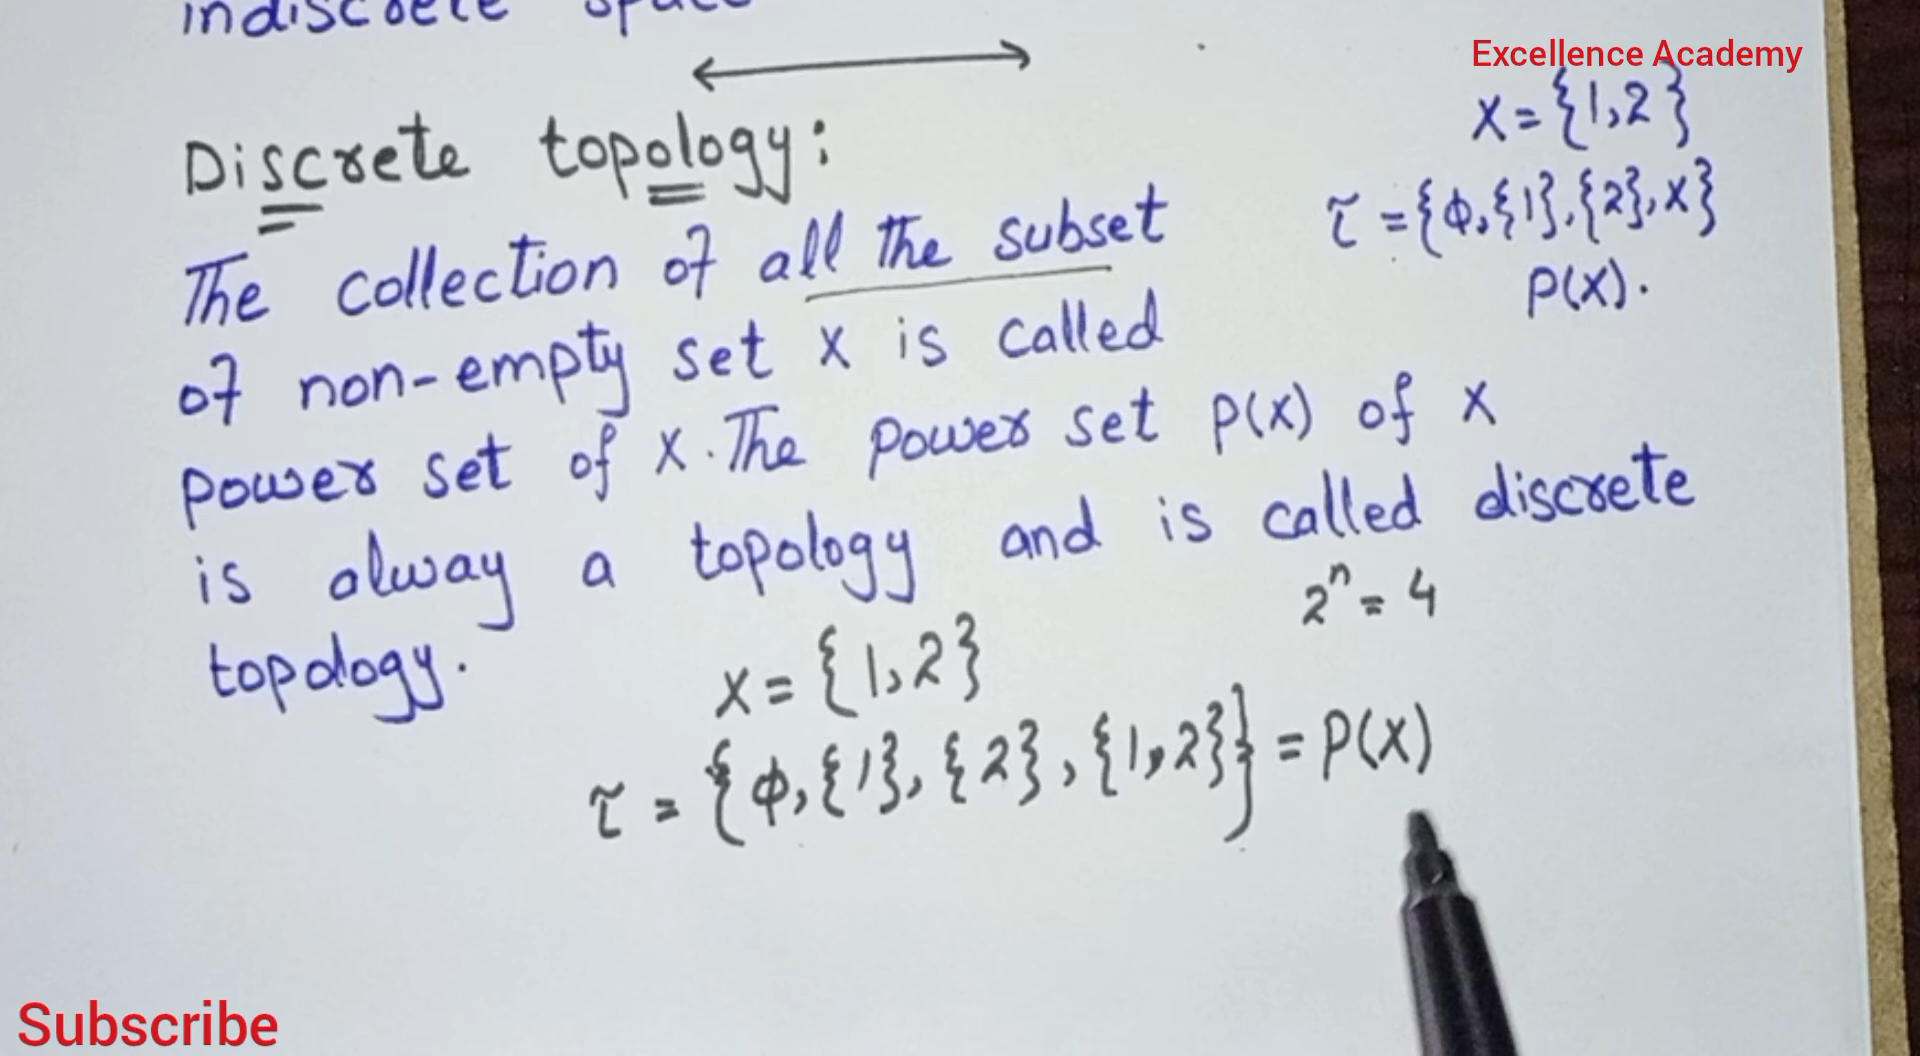 indiscrete space
Excellence Academy
X = {1,2}
Discrete topology:
τ = {ϕ,{1},{2},X}
P(X).
The collection of all the subset
of non-empty set X is called
power set of X. The power set P(X) of X
is alway a topology and is called discrete
topology.
2ⁿ = 4
X = {1,2}
τ = {ϕ,{1},{2},{1,2}} = P(X)
Subscribe